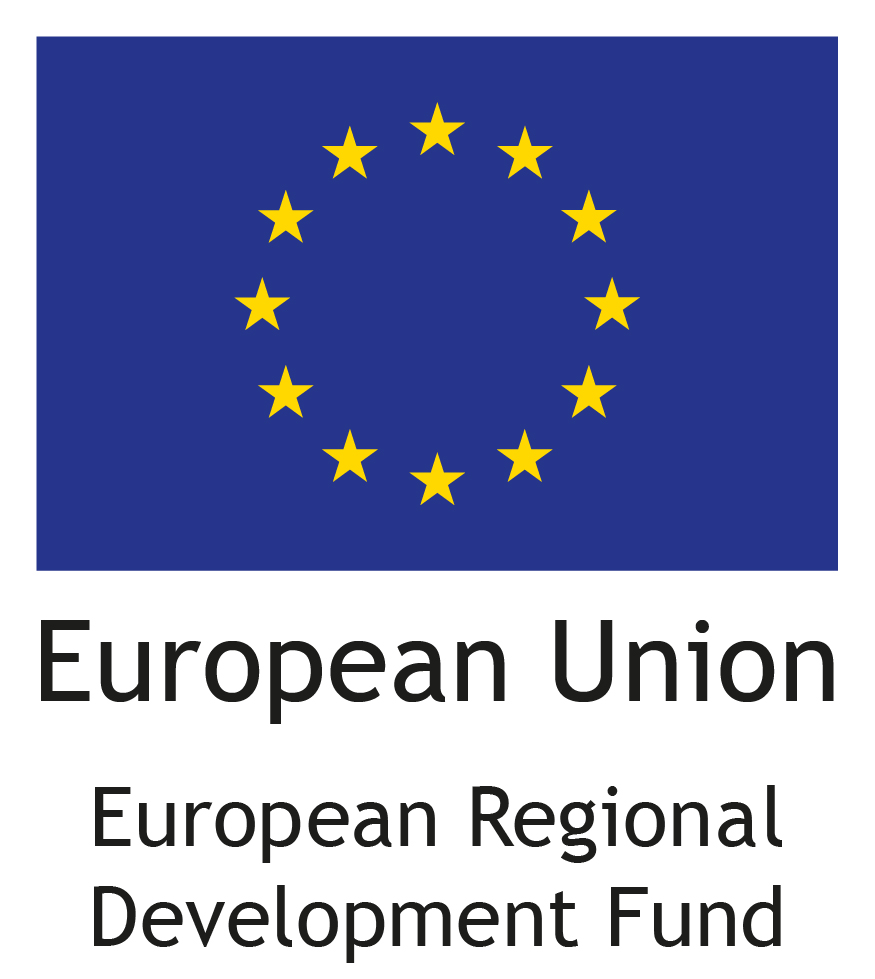 European Union
European Regional
Development Fund